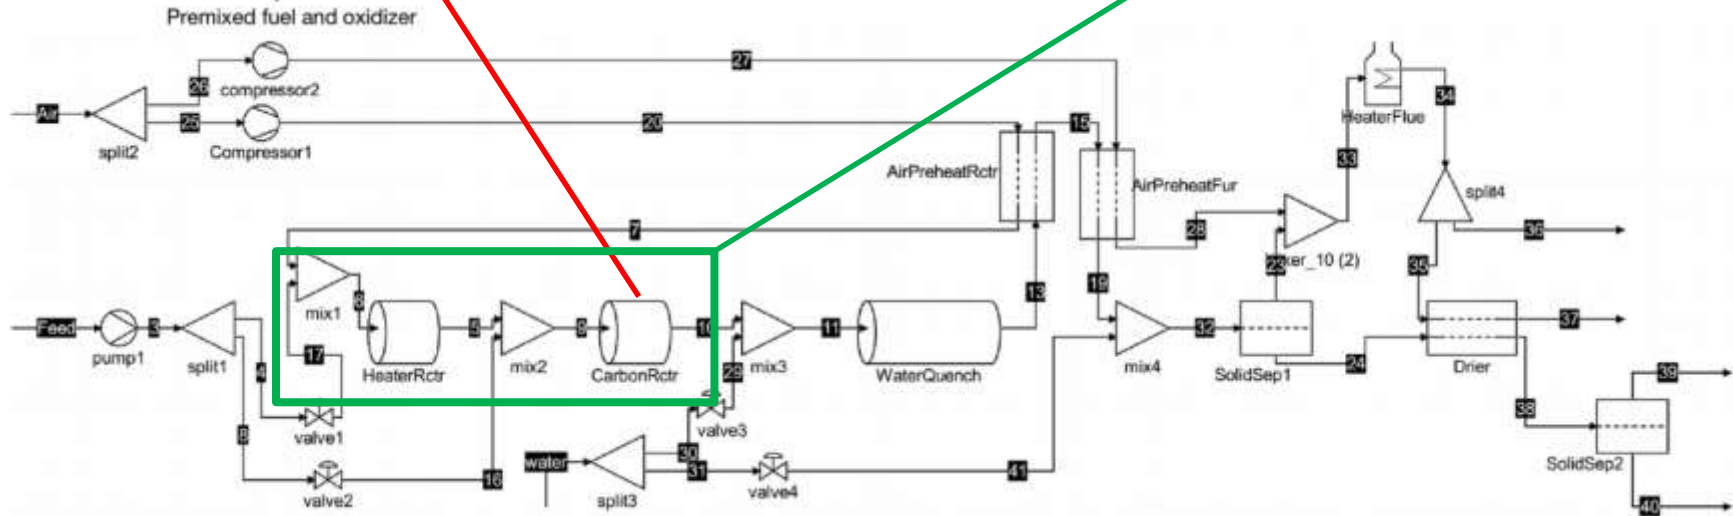 Premixed fuel and oxidizer
27
26
compressor2
Air
25
20
15
split2
Compressor1
34
HeaterFlue
33
AirPreheatRctr
AirPreheatFur
split4
7
28
36
23
35
19
13
mix1
6
17
Feed
3
pump1
split1
5
9
10
11
32
37
HeaterRctr
mix2
CarbonRctr
29
mix3
WaterQuench
mix4
SolidSep1
24
Drier
39
valve1
valve3
38
30
water
31
41
16
valve2
split3
valve4
SolidSep2
40